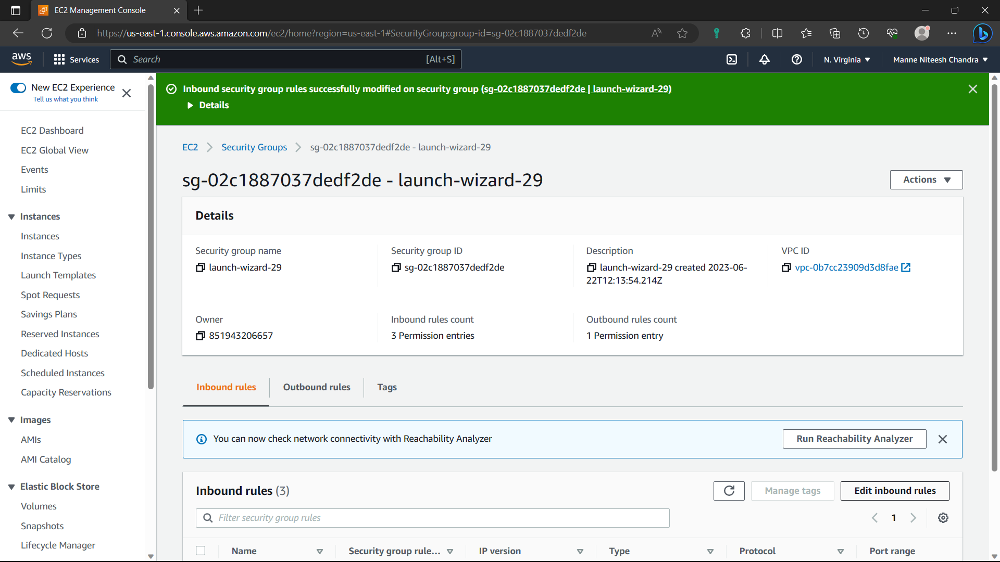 EC2 Management Console
https://us-east-1.console.aws.amazon.com/ec2/home?region=us-east-1#SecurityGroup:group-id=sg-02c1887037dedf2de
aws
Services
Search
[Alt+S]
N. Virginia
Manne Niteesh Chandra
New EC2 Experience
Tell us what you think
EC2 Dashboard
EC2 Global View
Events
Limits
Instances
Instances
Instance Types
Launch Templates
Spot Requests
Savings Plans
Reserved Instances
Dedicated Hosts
Scheduled Instances
Capacity Reservations
Images
AMIs
AMI Catalog
Elastic Block Store
Volumes
Snapshots
Lifecycle Manager
Inbound security group rules successfully modified on security group (sg-02c1887037dedf2de | launch-wizard-29)
Details
EC2
Security Groups
sg-02c1887037dedf2de - launch-wizard-29
sg-02c1887037dedf2de - launch-wizard-29
Actions
Details
Security group name
launch-wizard-29
Security group ID
sg-02c1887037dedf2de
Description
launch-wizard-29 created 2023-06-
22T12:13:54.214Z
VPC ID
vpc-0b7cc23909d3d8fae
Owner
851943206657
Inbound rules count
3 Permission entries
Outbound rules count
1 Permission entry
Inbound rules
Outbound rules
Tags
You can now check network connectivity with Reachability Analyzer
Run Reachability Analyzer
Inbound rules (3)
Manage tags
Edit inbound rules
Filter security group rules
1
Name
Security group rule...
IP version
Type
Protocol
Port range